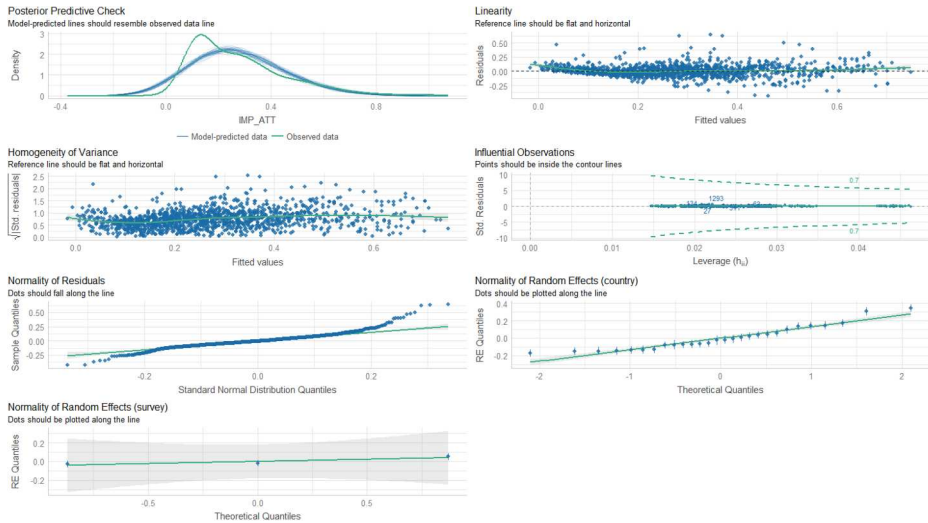 Posterior Predictive Check
Model-predicted lines should resemble observed data line
Density
3
2
1
0
-0.4
0.0
0.4
0.8
IMP_ATT
Model-predicted data
Observed data
Linearity
Reference line should be flat and horizontal
Residuals
0.50
0.25
0.00
-0.25
0.0
0.2
0.4
0.6
Fitted values
Homogeneity of Variance
Reference line should be flat and horizontal
√|Std. residuals|
2.5
2.0
1.5
1.0
0.5
0.0
0.0
0.2
0.4
0.6
Fitted values
Influential Observations
Points should be inside the contour lines
Std. Residuals
10
5
0
-5
-10
0.7
1293
27
0.7
0.00
0.01
0.02
0.03
0.04
Leverage (hᵢᵢ)
Normality of Residuals
Dots should fall along the line
Sample Quantiles
0.50
0.25
0.00
-0.25
-0.2
0.0
0.2
Standard Normal Distribution Quantiles
Normality of Random Effects (country)
Dots should be plotted along the line
RE Quantiles
0.4
0.2
0.0
-0.2
-2
-1
0
1
2
Theoretical Quantiles
Normality of Random Effects (survey)
Dots should be plotted along the line
RE Quantiles
0.2
0.0
-0.2
-0.5
0.0
0.5
Theoretical Quantiles